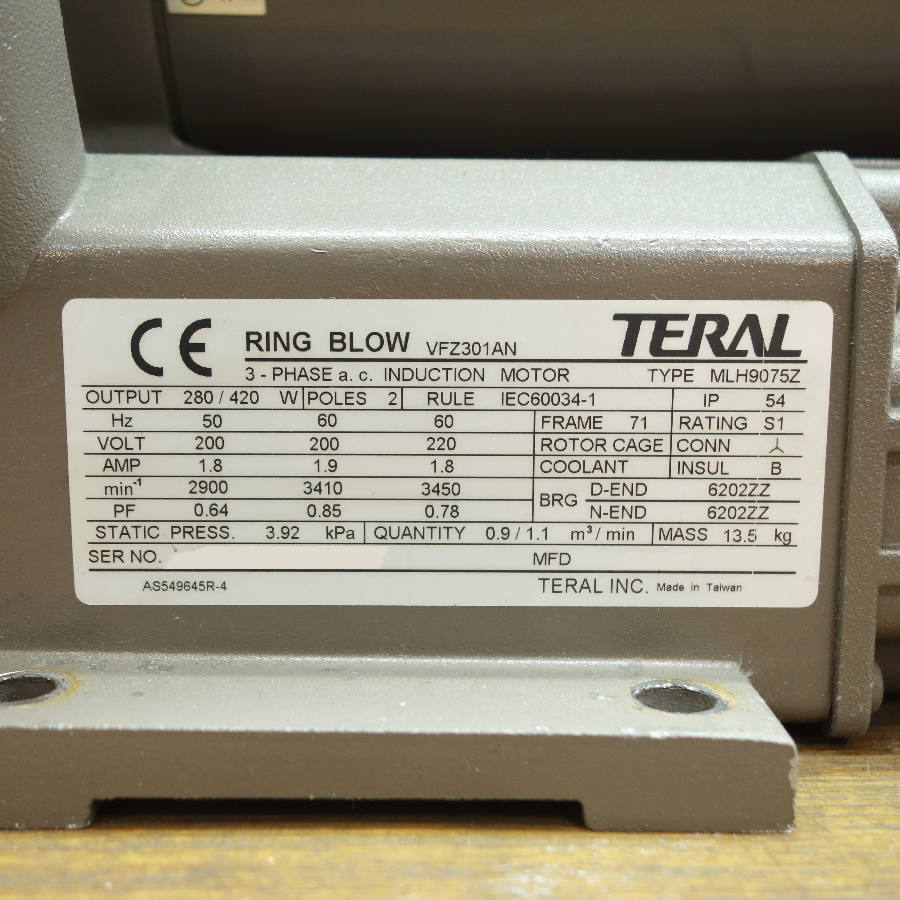 CE RING BLOW VFZ301AN TERAL
3 - PHASE a. c. INDUCTION MOTOR TYPE MLH9075Z
OUTPUT 280 / 420 W POLES 2 RULE IEC60034-1 IP 54
Hz 50 60 60 FRAME 71 RATING S1
VOLT 200 200 220 ROTOR CAGE CONN
AMP 1.8 1.9 1.8 COOLANT INSUL B
min-1 2900 3410 3450 BRG D-END 6202ZZ
PF 0.64 0.85 0.78 N-END 6202ZZ
STATIC PRESS. 3.92 kPa QUANTITY 0.9 / 1.1 m³ / min MASS 13.5 kg
SER NO. MFD
AS549645R-4 TERAL INC. Made in Taiwan